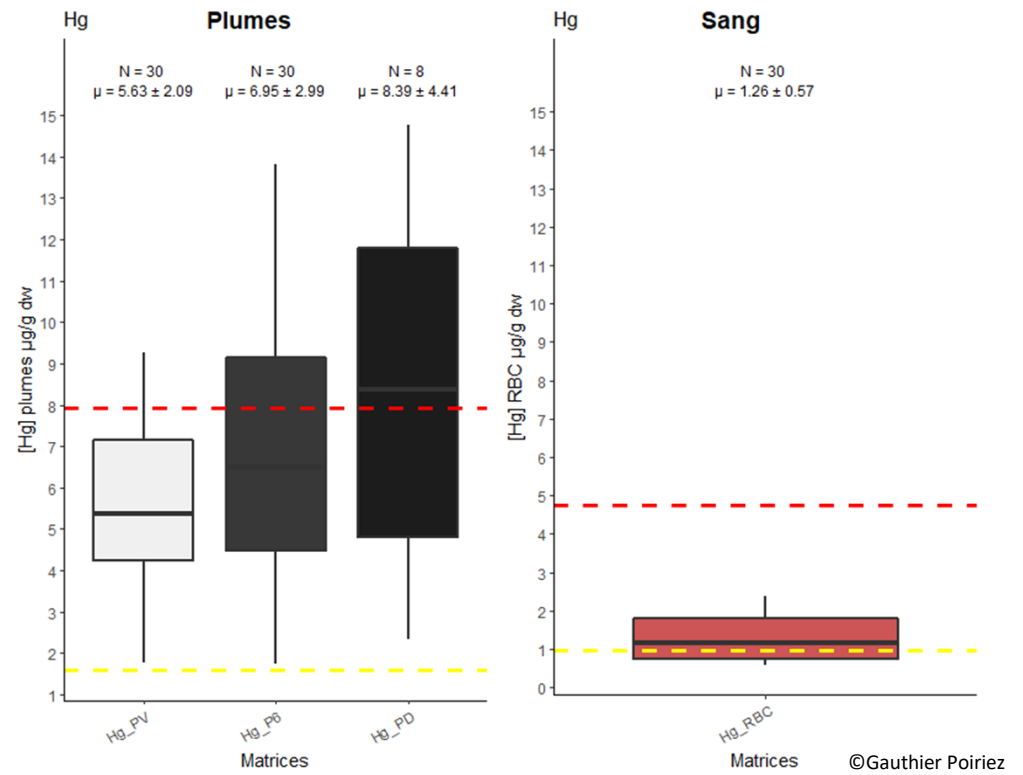 Hg Plumes
N = 30 N = 30 N = 8
μ = 5.63 ± 2.09 μ = 6.95 ± 2.99 μ = 8.39 ± 4.41
15
14
13
12
11
10
9
8
7
6
5
4
3
2
1
[Hg] plumes µg/g dw
Hg_PV Hg_P6 Hg_PD
Matrices
Hg Sang
N = 30
μ = 1.26 ± 0.57
15
14
13
12
11
10
9
8
7
6
5
4
3
2
1
0
[Hg] RBC µg/g dw
Hg_RBC
Matrices
©Gauthier Poiriez